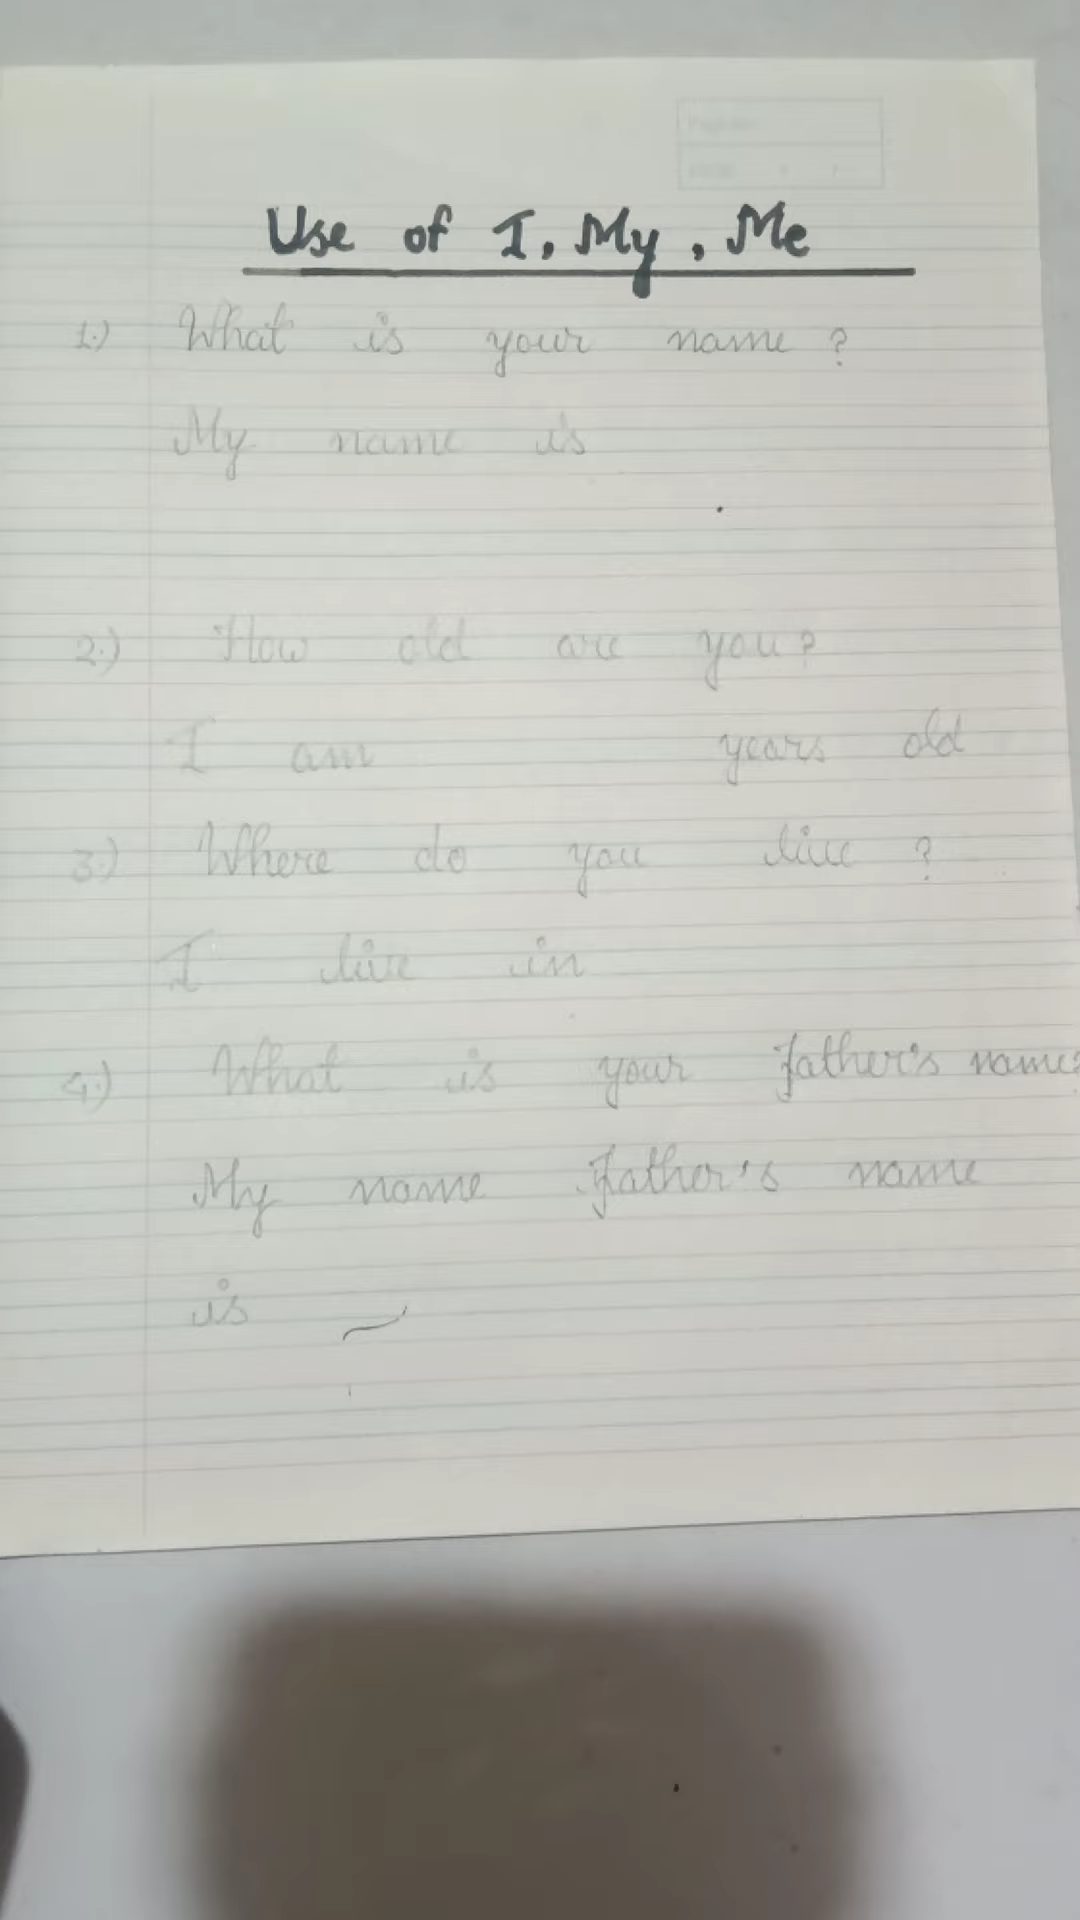 Use of I, My, Me
1.) What is your name ?
My name is
2.) How old are you?
I am years old
3.) Where do you live ?
I live in
4.) What is your father's name?
My name father's name
is